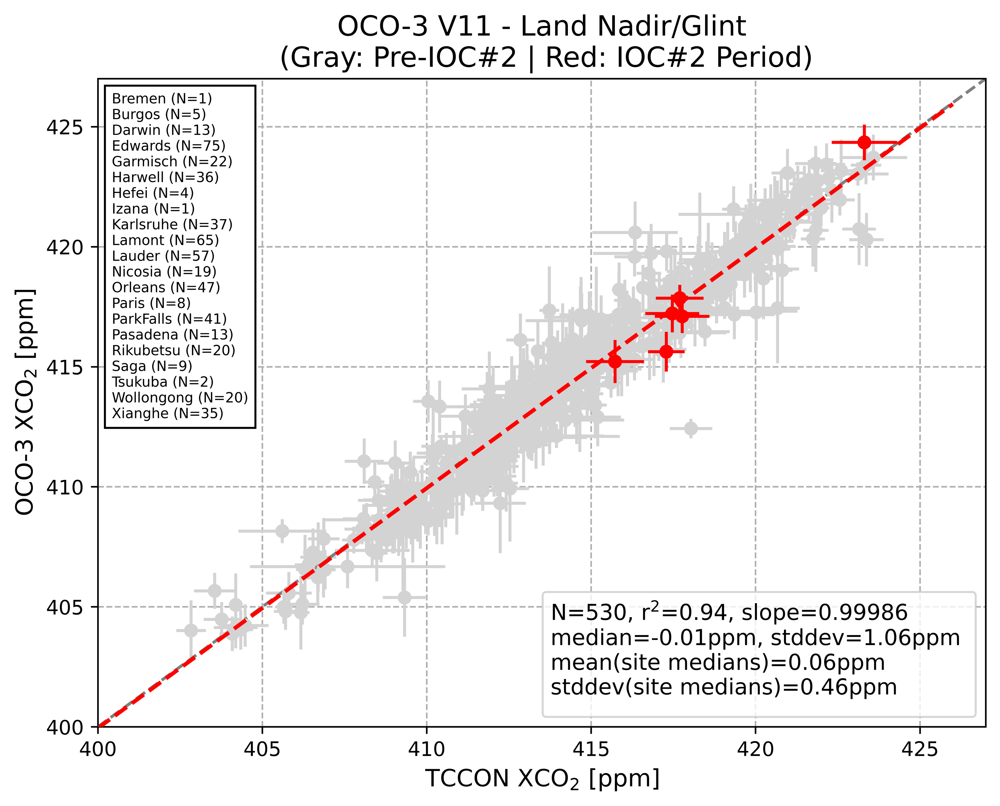 OCO-3 V11 - Land Nadir/Glint
(Gray: Pre-IOC#2 | Red: IOC#2 Period)
Bremen (N=1)
Burgos (N=5)
Darwin (N=13)
Edwards (N=75)
Garmisch (N=22)
Harwell (N=36)
Hefei (N=4)
Izana (N=1)
Karlsruhe (N=37)
Lamont (N=65)
Lauder (N=57)
Nicosia (N=19)
Orleans (N=47)
Paris (N=8)
ParkFalls (N=41)
Pasadena (N=13)
Rikubetsu (N=20)
Saga (N=9)
Tsukuba (N=2)
Wollongong (N=20)
Xianghe (N=35)
425
420
415
410
405
400
OCO-3 XCO₂ [ppm]
N=530, r²=0.94, slope=0.99986
median=-0.01ppm, stddev=1.06ppm
mean(site medians)=0.06ppm
stddev(site medians)=0.46ppm
400 405 410 415 420 425
TCCON XCO₂ [ppm]